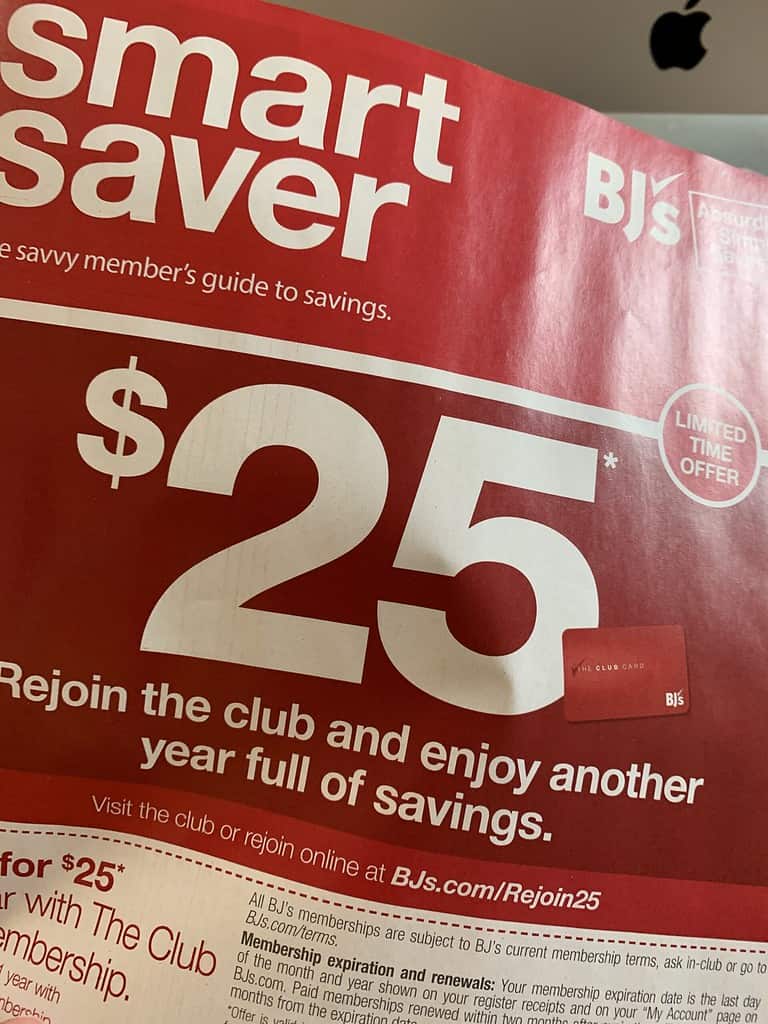 smart
saver
savvy member's guide to savings.
BJ's
$25*
LIMITED
TIME
OFFER
THE CLUB CARD
BJ's
Rejoin the club and enjoy another
year full of savings.
Visit the club or rejoin online at BJs.com/Rejoin25
for $25*
with The Club
year with
All BJ's memberships are subject to BJ's current membership terms, ask in-club or go to
BJs.com/terms.
Membership expiration and renewals: Your membership expiration date is the last day
of the month and year shown on your register receipts and on your "My Account" page on
BJs.com. Paid memberships renewed within two months
months from the expiration
*Offer is valid